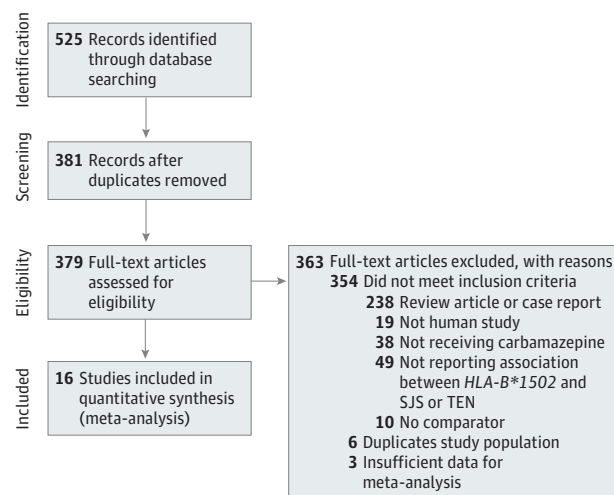 Identification
525 Records identified
through database
searching
Screening
381 Records after
duplicates removed
Eligibility
379 Full-text articles
assessed for
eligibility
363 Full-text articles excluded, with reasons
354 Did not meet inclusion criteria
238 Review article or case report
19 Not human study
38 Not receiving carbamazepine
49 Not reporting association
between HLA-B*1502 and
SJS or TEN
10 No comparator
6 Duplicates study population
3 Insufficient data for
meta-analysis
Included
16 Studies included in
quantitative synthesis
(meta-analysis)